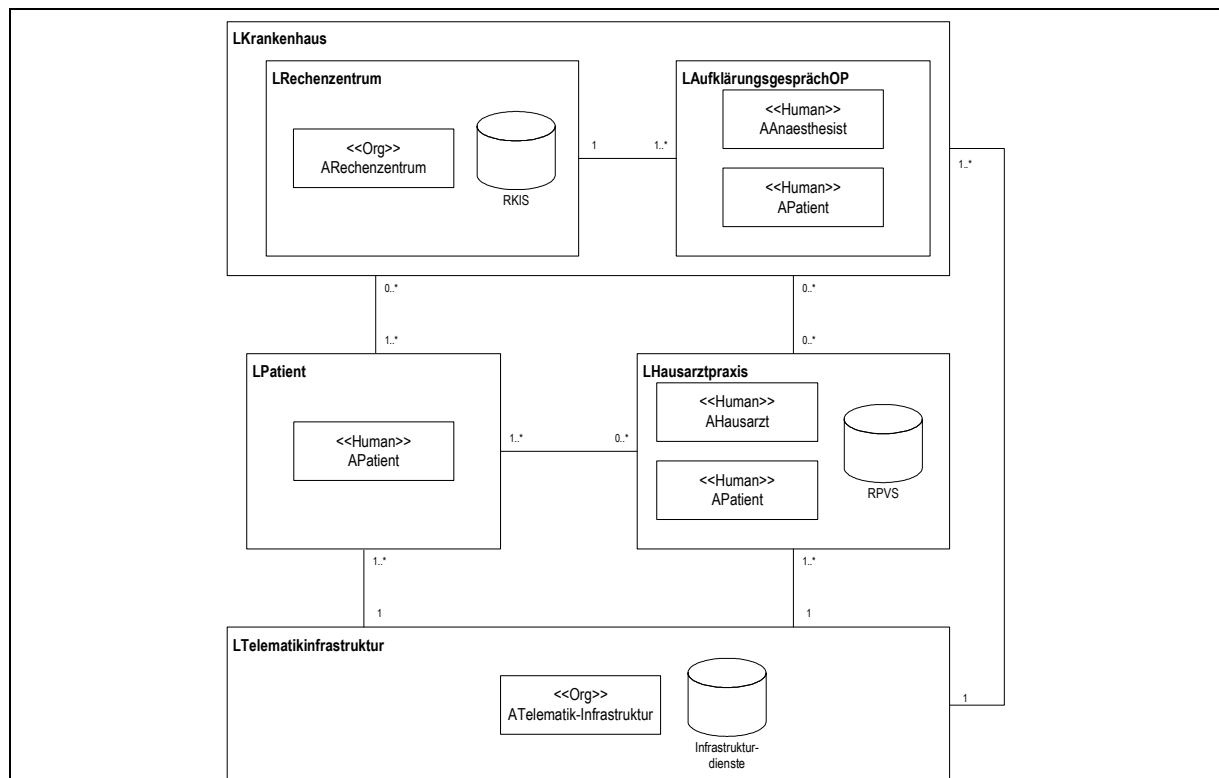 LKrankenhaus
LRechenzentrum
<<Org>>
ARechenzentrum
RKIS
1
1..*
LAufklärungsgesprächOP
<<Human>>
AAnaesthesist
<<Human>>
APatient
1..*
0..*
0..*
1..*
0..*
LPatient
<<Human>>
APatient
1..*
0..*
LHausarztpraxis
<<Human>>
AHausarzt
<<Human>>
APatient
RPVS
1..*
1..*
1
1
LTelematikinfrastruktur
<<Org>>
ATelematik-Infrastruktur
Infrastruktur-
dienste
1